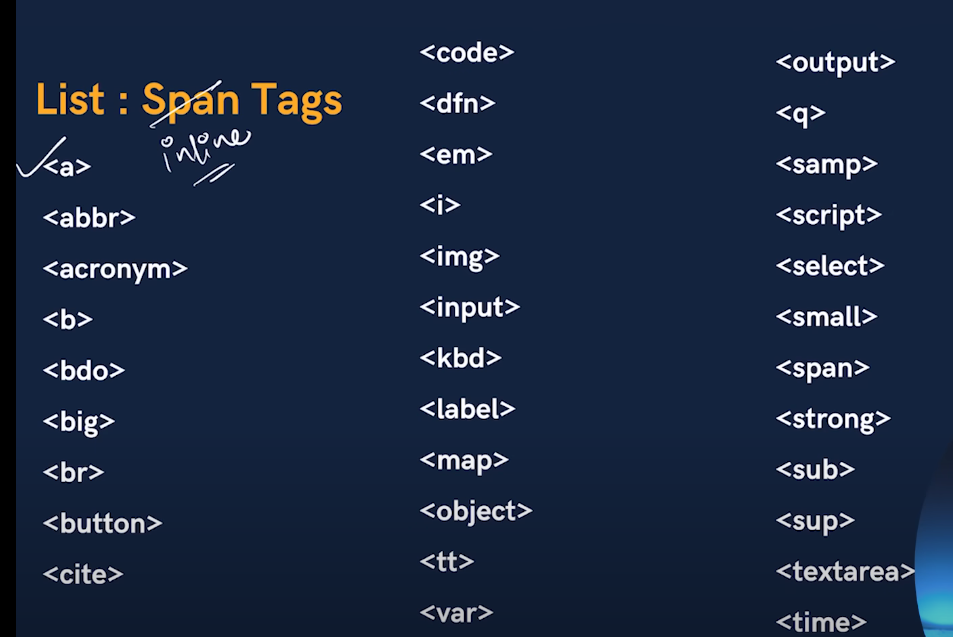 List : Span Tags
inline
<a>
<abbr>
<acronym>
<b>
<bdo>
<big>
<br>
<button>
<cite>
<code>
<dfn>
<em>
<i>
<img>
<input>
<kbd>
<label>
<map>
<object>
<tt>
<var>
<output>
<q>
<samp>
<script>
<select>
<small>
<span>
<strong>
<sub>
<sup>
<textarea>
<time>